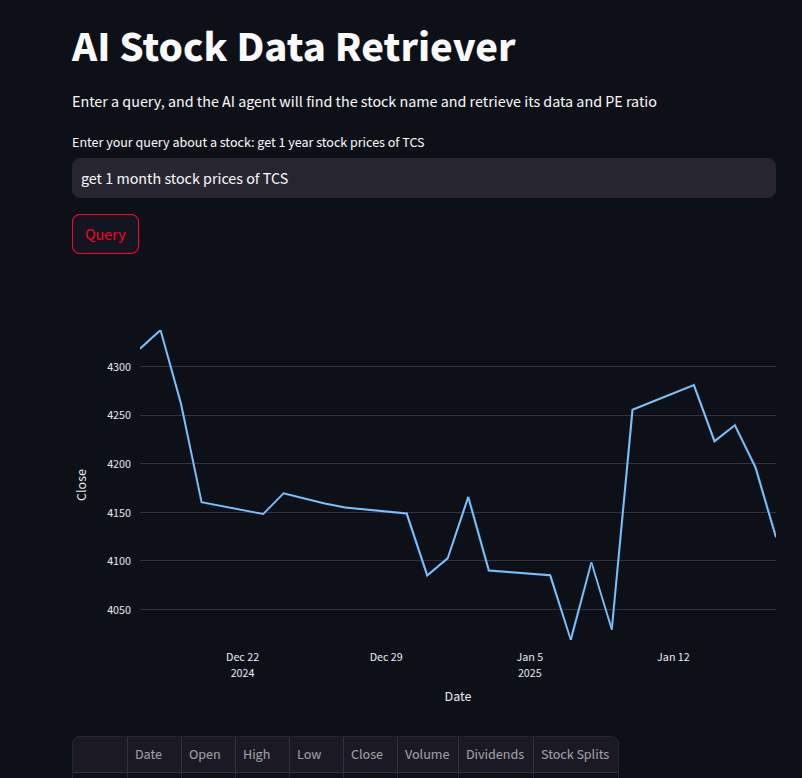 AI Stock Data Retriever
Enter a query, and the AI agent will find the stock name and retrieve its data and PE ratio
Enter your query about a stock: get 1 year stock prices of TCS
get 1 month stock prices of TCS
Query
4300
4250
4200
4150
4100
4050
Close
Dec 22 Dec 29 Jan 5 Jan 12
2024 2025
Date
Date Open High Low Close Volume Dividends Stock Splits